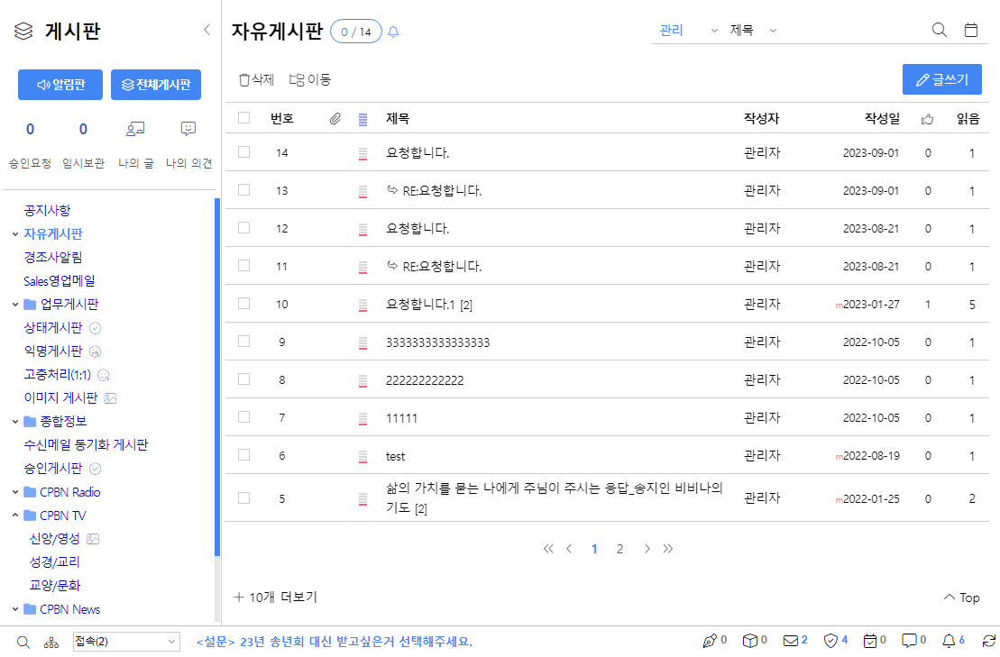 게시판
알림판 전체게시판
0 0
승인요청 임시보관 나의 글 나의 의견
공지사항
자유게시판
경조사알림
Sales영업메일
업무게시판
상태게시판
익명게시판
고충처리(1:1)
이미지 게시판
종합정보
수신메일 동기화 게시판
승인게시판
CPBN Radio
CPBN TV
신앙/영성
성경/교리
교양/문화
CPBN News
자유게시판 0 / 14
관리 제목
삭제 이동 글쓰기
번호 제목 작성자 작성일 읽음
14 요청합니다. 관리자 2023-09-01 0 1
13 RE:요청합니다. 관리자 2023-09-01 0 1
12 요청합니다. 관리자 2023-08-21 0 1
11 RE:요청합니다. 관리자 2023-08-21 0 1
10 요청합니다.1 [2] 관리자 m2023-01-27 1 5
9 3333333333333333 관리자 2022-10-05 0 1
8 222222222222 관리자 2022-10-05 0 1
7 11111 관리자 2022-10-05 0 1
6 test 관리자 m2022-08-19 0 1
5 삶의 가치를 묻는 나에게 주님이 주시는 응답_송지인 비비나의 관리자 m2022-01-25 0 2
기도 [2]
1 2
10개 더보기 Top
접속(2) <설문> 23년 송년회 대신 받고싶은거 선택해주세요. 0 0 2 4 0 0 6